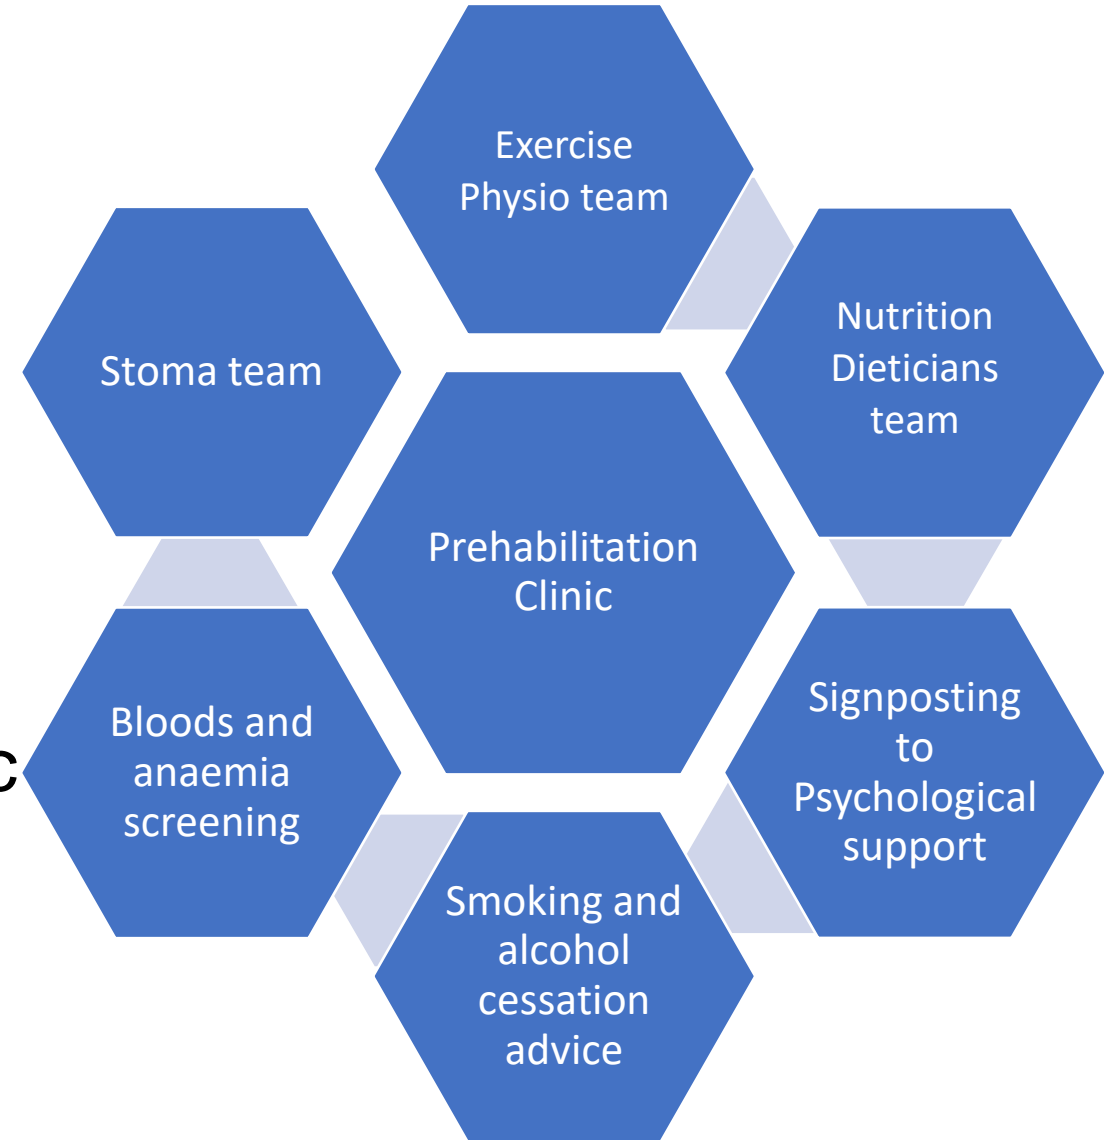 Exercise
Physio team
Nutrition
Dieticians
team
Stoma team
Prehabilitation
Clinic
Signposting
to
Psychological
support
Bloods and
anaemia
screening
c
Smoking and
alcohol
cessation
advice